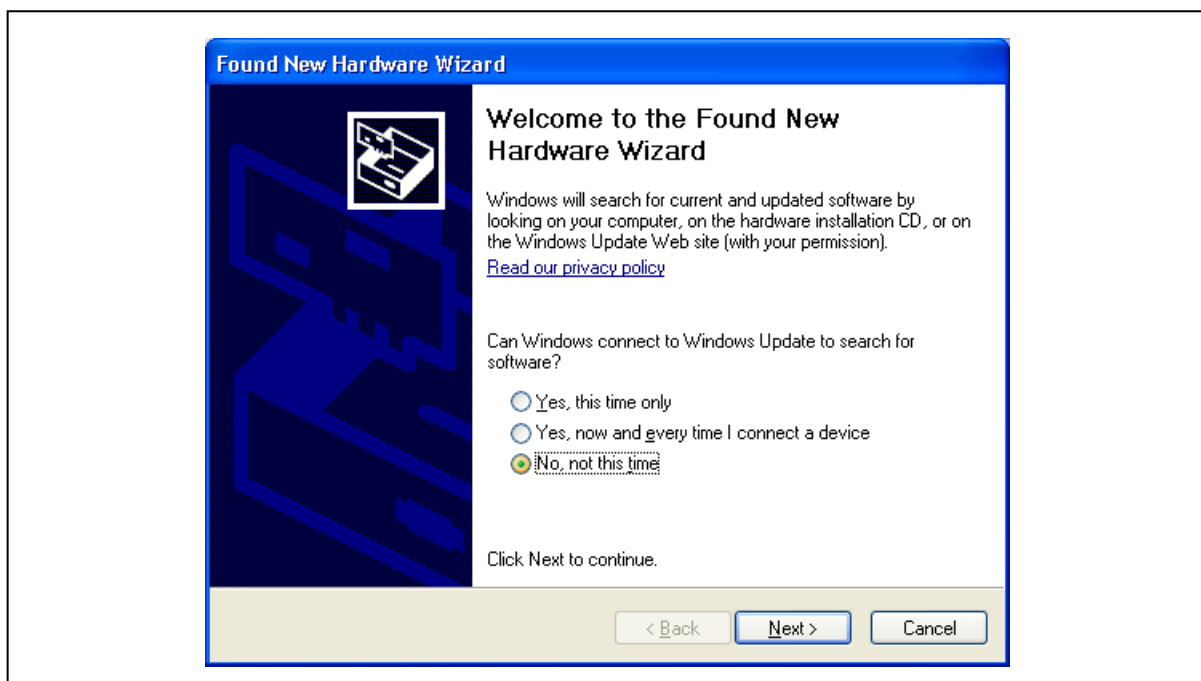 Found New Hardware Wizard
Welcome to the Found New
Hardware Wizard
Windows will search for current and updated software by
looking on your computer, on the hardware installation CD, or on
the Windows Update Web site (with your permission).
Read our privacy policy
Can Windows connect to Windows Update to search for
software?
Yes, this time only
Yes, now and every time I connect a device
No, not this time
Click Next to continue.
< Back
Next >
Cancel